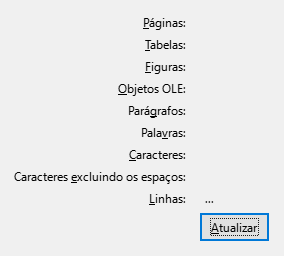 Páginas:
Tabelas:
Figuras:
Objetos OLE:
Parágrafos:
Palavras:
Caracteres:
Caracteres excluindo os espaços:
Linhas: ...
Atualizar